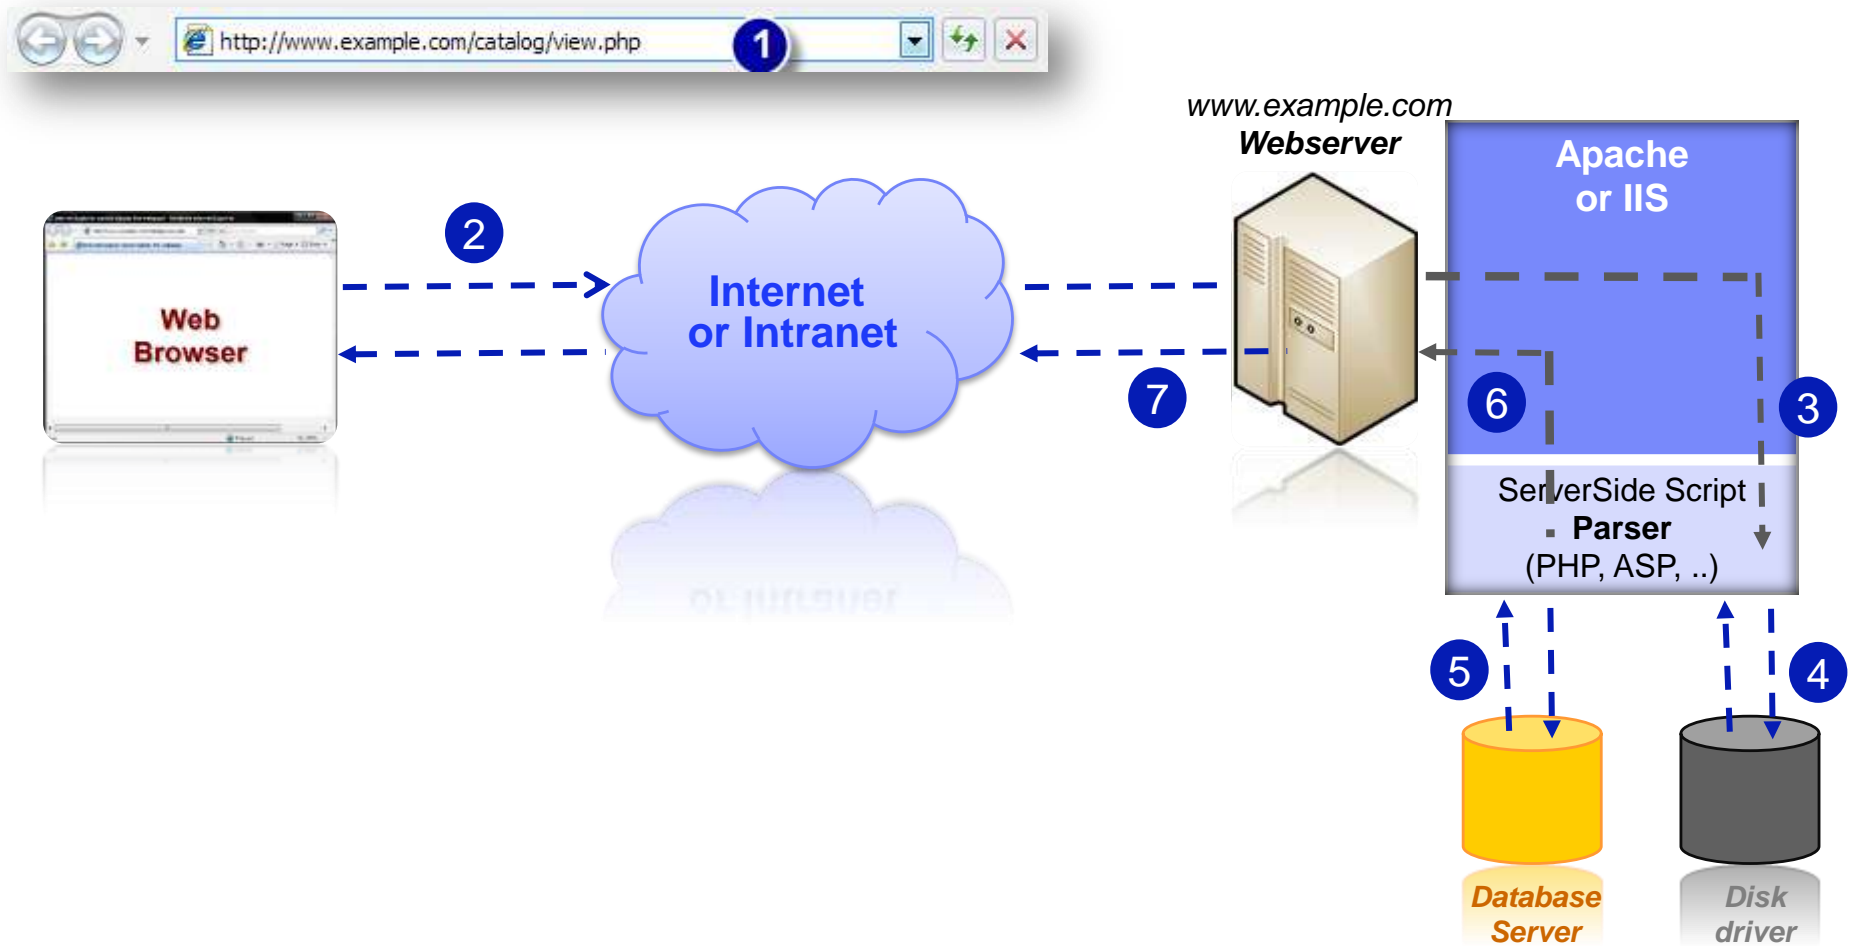 http://www.example.com/catalog/view.php
1
www.example.com
Webserver
Apache
or IIS
2
Internet
or Intranet
Web
Browser
7
6
3
ServerSide Script
Parser
(PHP, ASP, ..)
5
4
Database
Server
Disk
driver